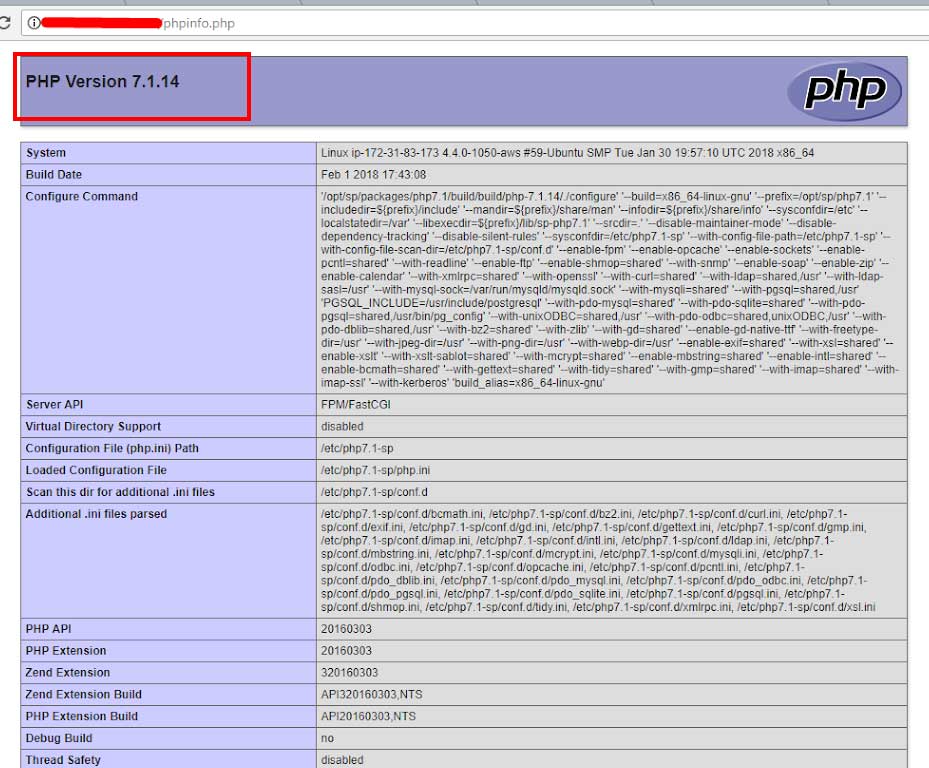 /phpinfo.php
PHP Version 7.1.14
php
System
Linux ip-172-31-83-173 4.4.0-1050-aws #59-Ubuntu SMP Tue Jan 30 19:57:10 UTC 2018 x86_64
Build Date
Feb 1 2018 17:43:08
Configure Command
'/opt/sp/packages/php7.1/build/build/php-7.1.14/./configure' '--build=x86_64-linux-gnu' '--prefix=/opt/sp/php7.1' '--
includedir=${prefix}/include' '--mandir=${prefix}/share/man' '--infodir=${prefix}/share/info' '--sysconfdir=/etc' '--
localstatedir=/var' '--libexecdir=${prefix}/lib/sp-php7.1' '--srcdir=.' '--disable-maintainer-mode' '--disable-
dependency-tracking' '--disable-silent-rules' '--sysconfdir=/etc/php7.1-sp' '--with-config-file-path=/etc/php7.1-sp' '--
with-config-file-scan-dir=/etc/php7.1-sp/conf.d' '--enable-fpm' '--enable-opcache' '--enable-sockets' '--enable-
pcntl=shared' '--with-readline' '--enable-ftp' '--enable-shmop=shared' '--with-snmp' '--enable-soap' '--enable-zip' '--
enable-calendar' '--with-xmlrpc=shared' '--with-openssl' '--with-curl=shared' '--with-ldap=shared,/usr' '--with-ldap-
sasl=/usr' '--with-mysql-sock=/var/run/mysqld/mysqld.sock' '--with-mysqli=shared' '--with-pgsql=shared,/usr'
'PGSQL_INCLUDE=/usr/include/postgresql' '--with-pdo-mysql=shared' '--with-pdo-sqlite=shared' '--with-pdo-
pgsql=shared,/usr/bin/pg_config' '--with-unixODBC=shared,/usr' '--with-pdo-odbc=shared,unixODBC,/usr' '--with-
pdo-dblib=shared,/usr' '--with-bz2=shared' '--with-zlib' '--with-gd=shared' '--enable-gd-native-ttf' '--with-freetype-
dir=/usr' '--with-jpeg-dir=/usr' '--with-png-dir=/usr' '--with-webp-dir=/usr' '--enable-exif=shared' '--with-xsl=shared' '--
enable-xslt' '--with-xslt-sablot=shared' '--with-mcrypt=shared' '--enable-mbstring=shared' '--enable-intl=shared' '--
enable-bcmath=shared' '--with-gettext=shared' '--with-tidy=shared' '--with-gmp=shared' '--with-imap=shared' '--with-
imap-ssl' '--with-kerberos' 'build_alias=x86_64-linux-gnu'
Server API
FPM/FastCGI
Virtual Directory Support
disabled
Configuration File (php.ini) Path
/etc/php7.1-sp
Loaded Configuration File
/etc/php7.1-sp/php.ini
Scan this dir for additional .ini files
/etc/php7.1-sp/conf.d
Additional .ini files parsed
/etc/php7.1-sp/conf.d/bcmath.ini, /etc/php7.1-sp/conf.d/bz2.ini, /etc/php7.1-sp/conf.d/curl.ini, /etc/php7.1-
sp/conf.d/exif.ini, /etc/php7.1-sp/conf.d/gd.ini, /etc/php7.1-sp/conf.d/gettext.ini, /etc/php7.1-sp/conf.d/gmp.ini,
/etc/php7.1-sp/conf.d/imap.ini, /etc/php7.1-sp/conf.d/intl.ini, /etc/php7.1-sp/conf.d/ldap.ini, /etc/php7.1-
sp/conf.d/mbstring.ini, /etc/php7.1-sp/conf.d/mcrypt.ini, /etc/php7.1-sp/conf.d/mysqli.ini, /etc/php7.1-
sp/conf.d/odbc.ini, /etc/php7.1-sp/conf.d/opcache.ini, /etc/php7.1-sp/conf.d/pcntl.ini, /etc/php7.1-
sp/conf.d/pdo_dblib.ini, /etc/php7.1-sp/conf.d/pdo_mysql.ini, /etc/php7.1-sp/conf.d/pdo_odbc.ini, /etc/php7.1-
sp/conf.d/pdo_pgsql.ini, /etc/php7.1-sp/conf.d/pdo_sqlite.ini, /etc/php7.1-sp/conf.d/pgsql.ini, /etc/php7.1-
sp/conf.d/shmop.ini, /etc/php7.1-sp/conf.d/tidy.ini, /etc/php7.1-sp/conf.d/xmlrpc.ini, /etc/php7.1-sp/conf.d/xsl.ini
PHP API
20160303
PHP Extension
20160303
Zend Extension
320160303
Zend Extension Build
API320160303,NTS
PHP Extension Build
API20160303,NTS
Debug Build
no
Thread Safety
disabled